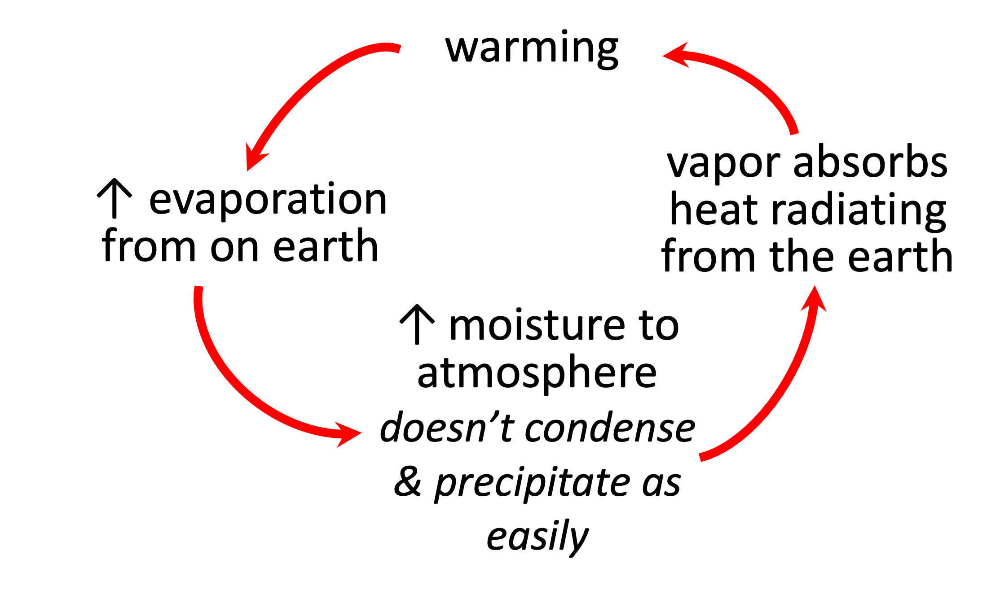 warming
↑ evaporation
from on earth
vapor absorbs
heat radiating
from the earth
↑ moisture to
atmosphere
doesn’t condense
& precipitate as
easily